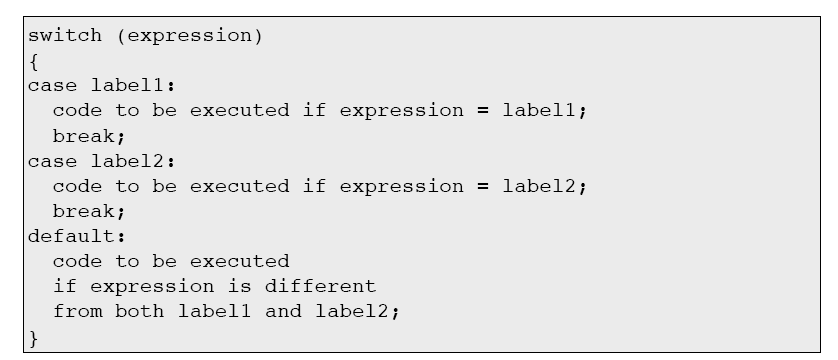 switch (expression)
{
case label1:
  code to be executed if expression = label1;
  break;
case label2:
  code to be executed if expression = label2;
  break;
default:
  code to be executed
  if expression is different
  from both label1 and label2;
}